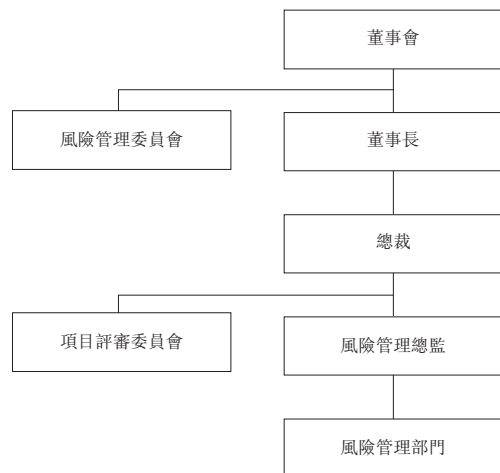 董事會
風險管理委員會
董事長
總裁
項目評審委員會
風險管理總監
風險管理部門